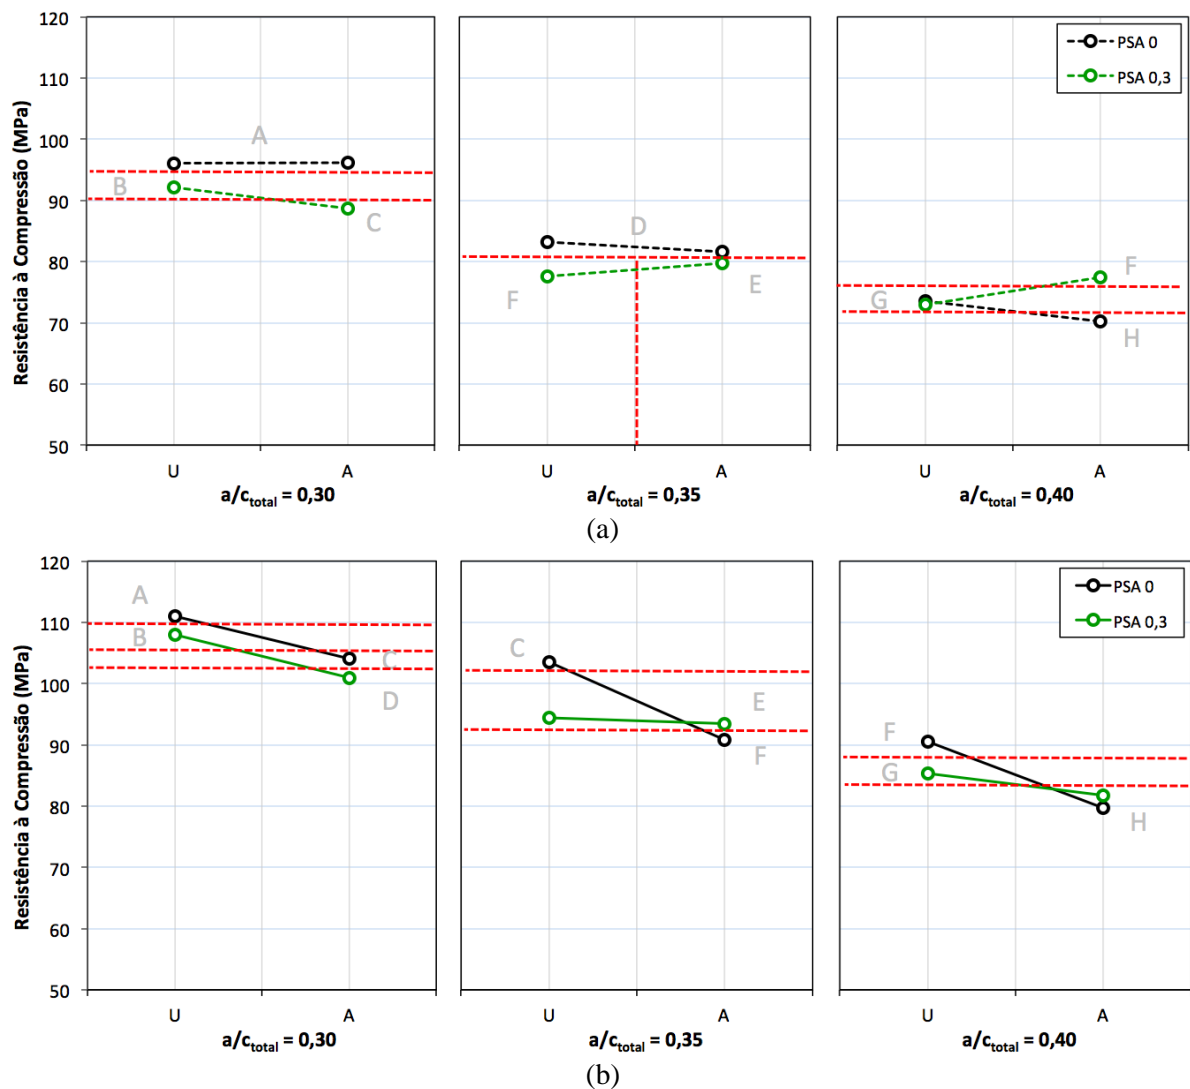 Resistência à Compressão (MPa)
120
110
100
90
80
70
60
50
A
B
C
D
F
E
PSA 0
PSA 0,3
F
G
H
U
A
U
A
U
A
a/c_total = 0,30
a/c_total = 0,35
a/c_total = 0,40
(a)
Resistência à Compressão (MPa)
120
110
100
90
80
70
60
50
A
B
C
D
C
E
F
PSA 0
PSA 0,3
F
G
H
U
A
U
A
U
A
a/c_total = 0,30
a/c_total = 0,35
a/c_total = 0,40
(b)